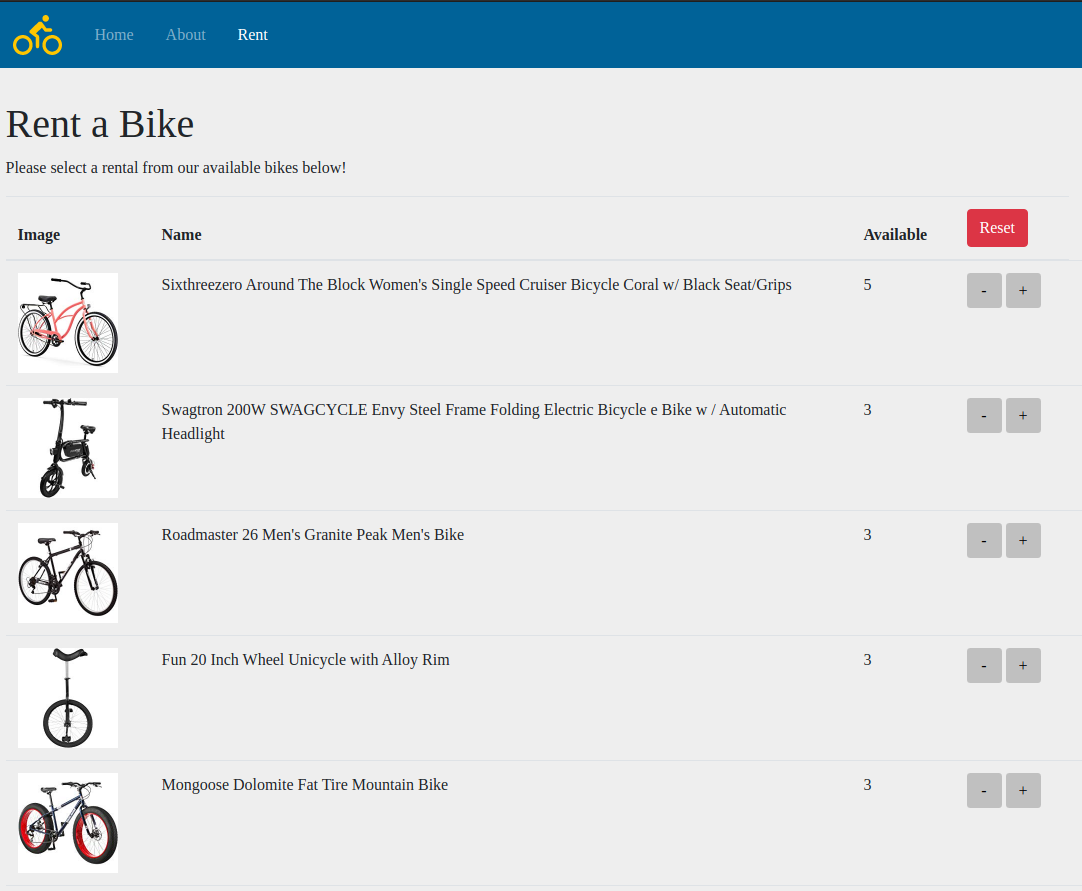 Home About Rent
Rent a Bike
Please select a rental from our available bikes below!
Image Name Available Reset
Sixthreezero Around The Block Women's Single Speed Cruiser Bicycle Coral w/ Black Seat/Grips 5 - +
Swagtron 200W SWAGCYCLE Envy Steel Frame Folding Electric Bicycle e Bike w / Automatic 3 - +
Headlight
Roadmaster 26 Men's Granite Peak Men's Bike 3 - +
Fun 20 Inch Wheel Unicycle with Alloy Rim 3 - +
Mongoose Dolomite Fat Tire Mountain Bike 3 - +